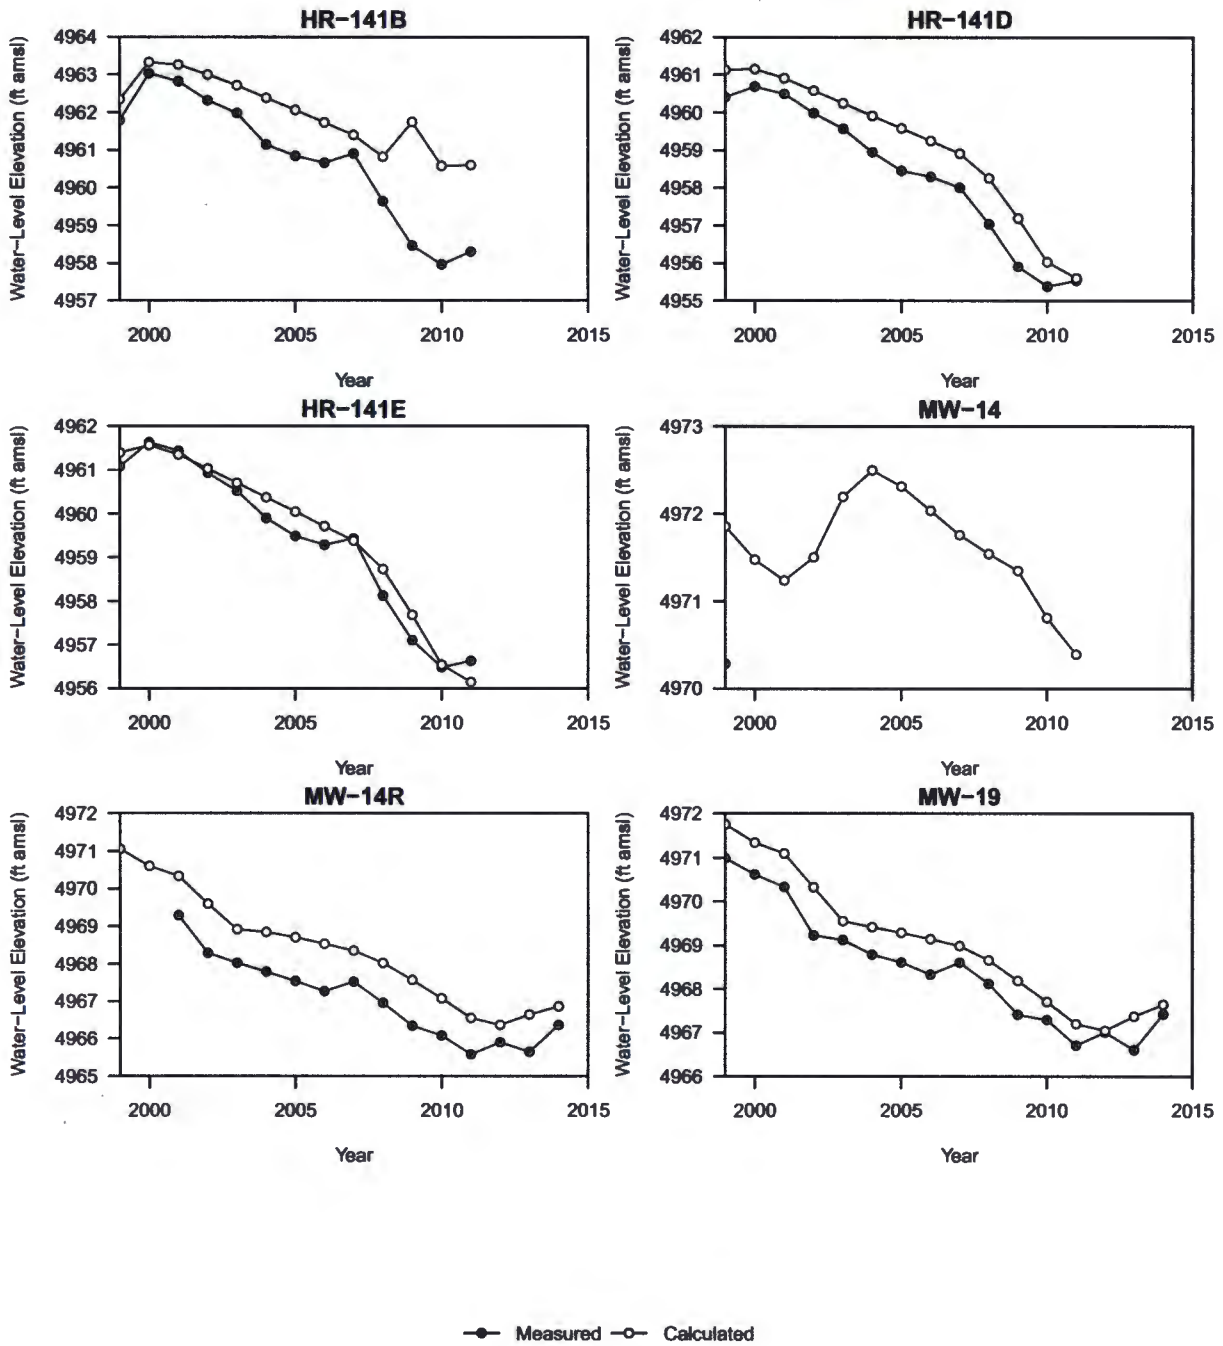 HR−141B
Water−Level Elevation (ft amsl)
4964
4963
4962
4961
4960
4959
4958
4957
2000 2005 2010 2015
Year
HR−141D
Water−Level Elevation (ft amsl)
4962
4961
4960
4959
4958
4957
4956
4955
2000 2005 2010 2015
Year
HR−141E
Water−Level Elevation (ft amsl)
4962
4961
4960
4959
4958
4957
4956
2000 2005 2010 2015
Year
MW−14
Water−Level Elevation (ft amsl)
4973
4972
4971
4970
2000 2005 2010 2015
Year
MW−14R
Water−Level Elevation (ft amsl)
4972
4971
4970
4969
4968
4967
4966
4965
2000 2005 2010 2015
Year
MW−19
Water−Level Elevation (ft amsl)
4972
4971
4970
4969
4968
4967
4966
2000 2005 2010 2015
Year
Measured Calculated